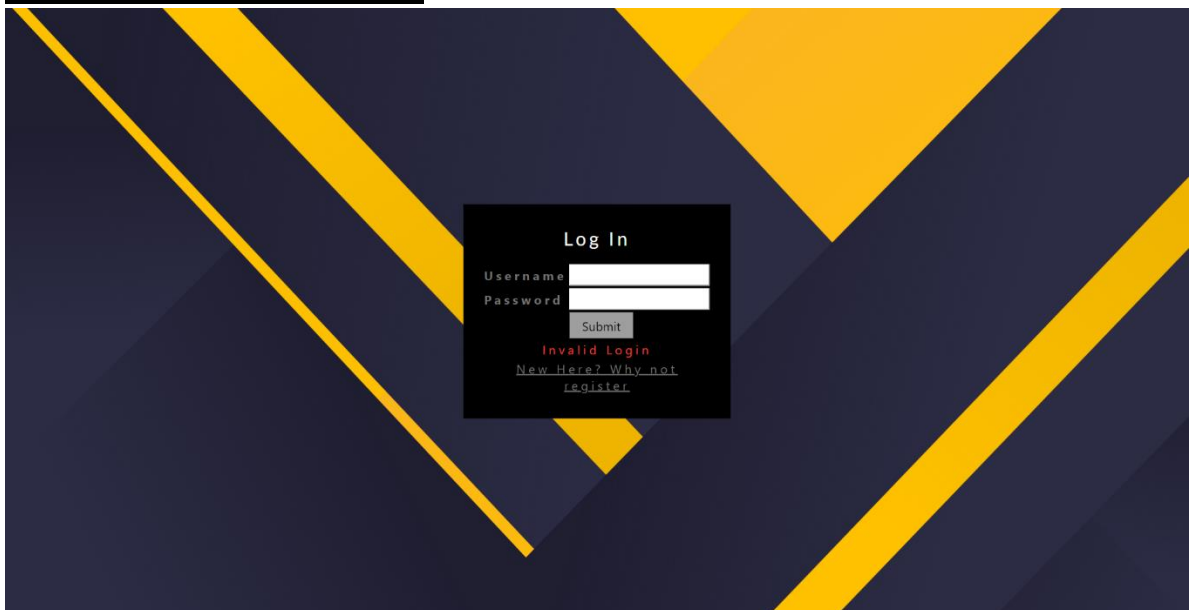 Log In
Username
Password
Submit
Invalid Login
New Here? Why not
register